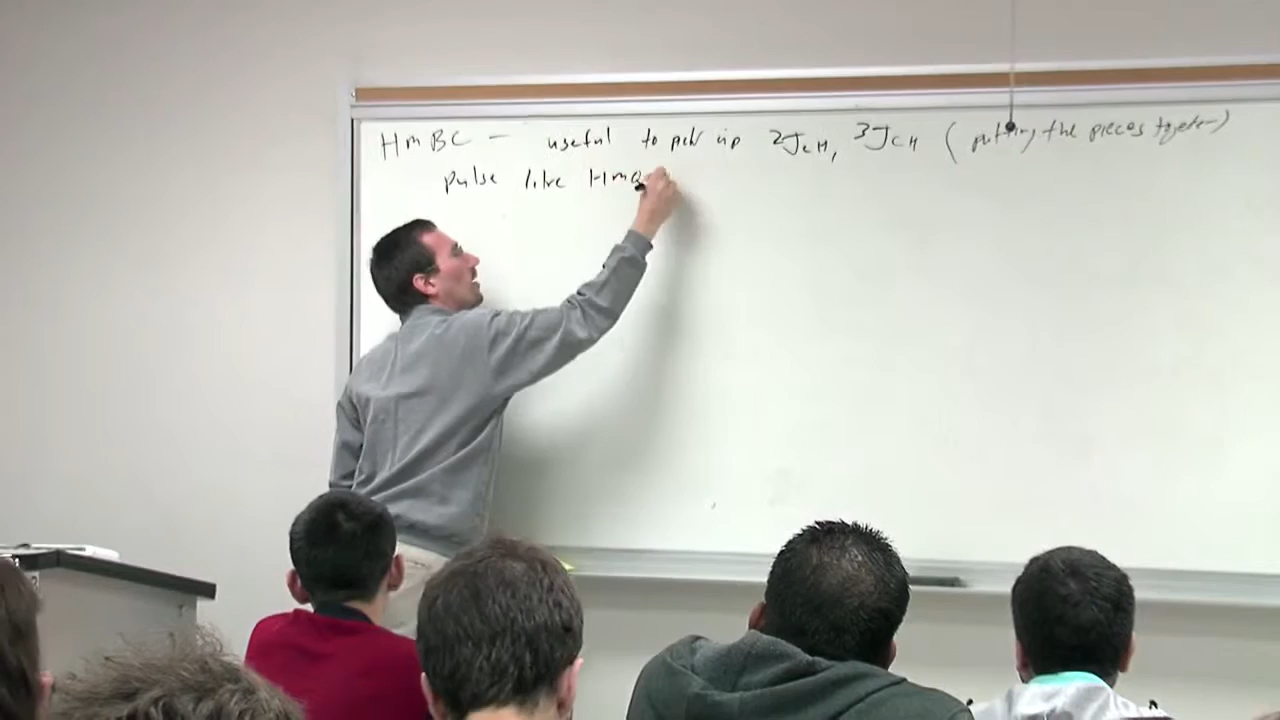 HMBC – useful to pick up ²JCH, ³JCH (putting the pieces together)
pulse like HMQ